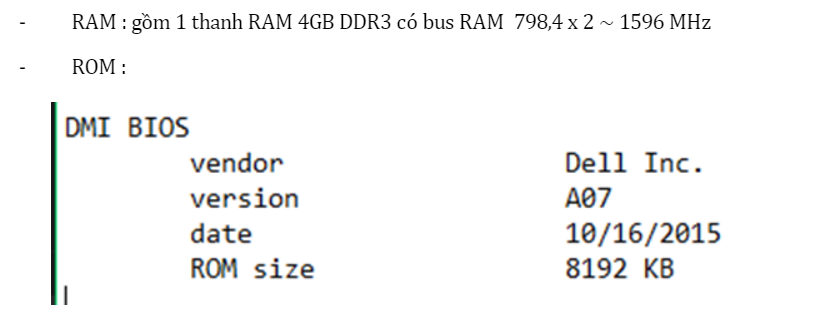 - RAM : gồm 1 thanh RAM 4GB DDR3 có bus RAM 798,4 x 2 ~ 1596 MHz
- ROM :
DMI BIOS
vendor Dell Inc.
version A07
date 10/16/2015
ROM size 8192 KB